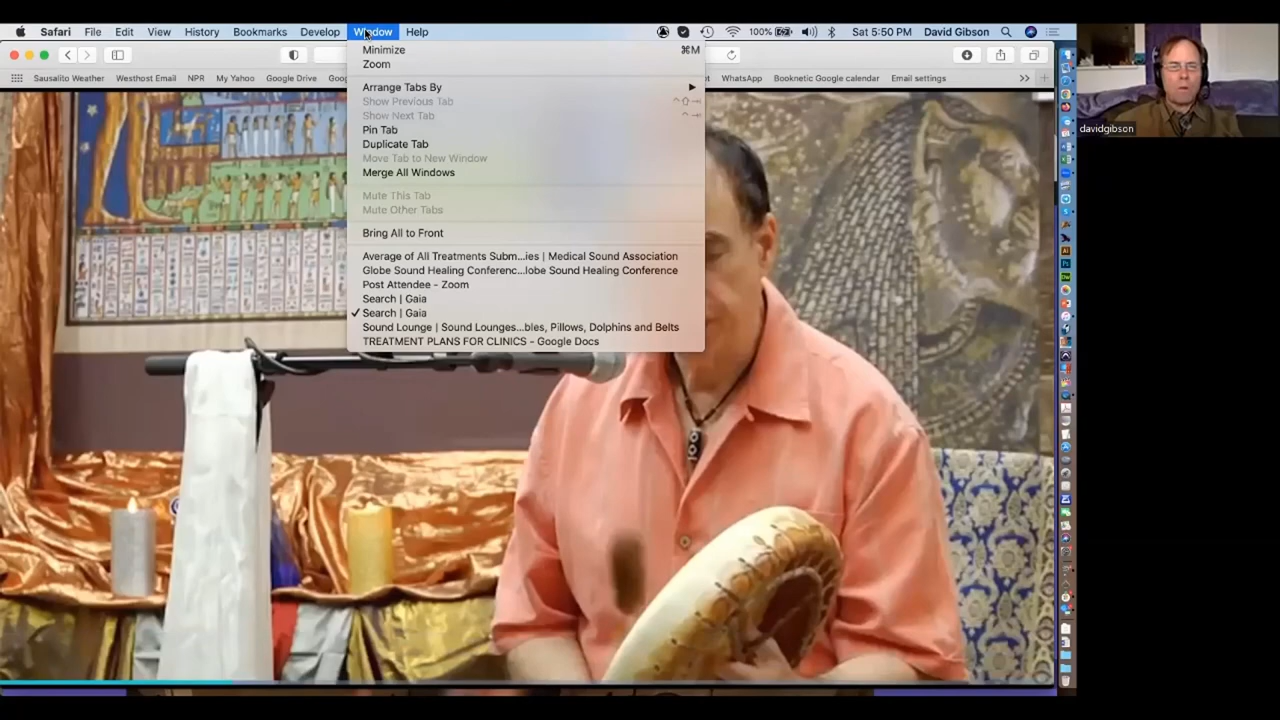 Safari File Edit View History Bookmarks Develop Window Help 100% Sat 5:50 PM David Gibson
Sausalito Weather Westhost Email NPR My Yahoo Google Drive WhatsApp Booknetic Google calendar Email settings >>
Minimize ⌘M
Zoom
Arrange Tabs By
Show Previous Tab
Show Next Tab
Pin Tab
Duplicate Tab
Move Tab to New Window
Merge All Windows
Mute This Tab
Mute Other Tabs
Bring All to Front
Average of All Treatments Subm...ies | Medical Sound Association
Globe Sound Healing Conferenc...lobe Sound Healing Conference
Post Attendee - Zoom
Search | Gaia
✓ Search | Gaia
Sound Lounge | Sound Lounges...bles, Pillows, Dolphins and Belts
TREATMENT PLANS FOR CLINICS - Google Docs
davidgibson